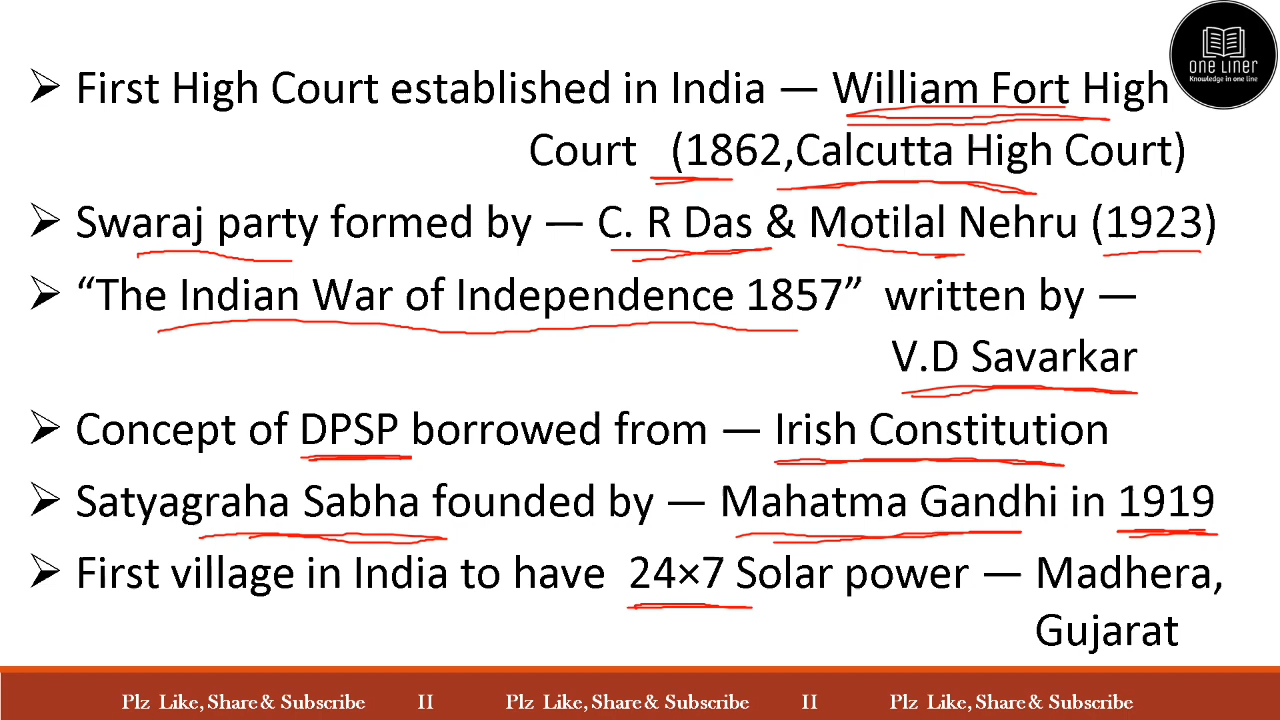 ONE LINER
Knowledge in one line
➢ First High Court established in India — William Fort High
Court (1862,Calcutta High Court)
➢ Swaraj party formed by — C. R Das & Motilal Nehru (1923)
➢ “The Indian War of Independence 1857” written by —
V.D Savarkar
➢ Concept of DPSP borrowed from — Irish Constitution
➢ Satyagraha Sabha founded by — Mahatma Gandhi in 1919
➢ First village in India to have 24×7 Solar power — Madhera,
Gujarat
Plz Like, Share & Subscribe II Plz Like, Share & Subscribe II Plz Like, Share & Subscribe